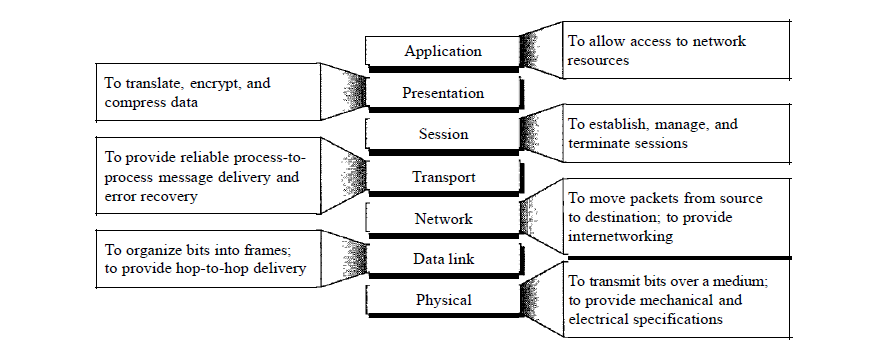 Application
To allow access to network
resources
To translate, encrypt, and
compress data
Presentation
Session
To establish, manage, and
terminate sessions
To provide reliable process-to-
process message delivery and
error recovery
Transport
Network
To move packets from source
to destination; to provide
internetworking
To organize bits into frames;
to provide hop-to-hop delivery
Data link
Physical
To transmit bits over a medium;
to provide mechanical and
electrical specifications